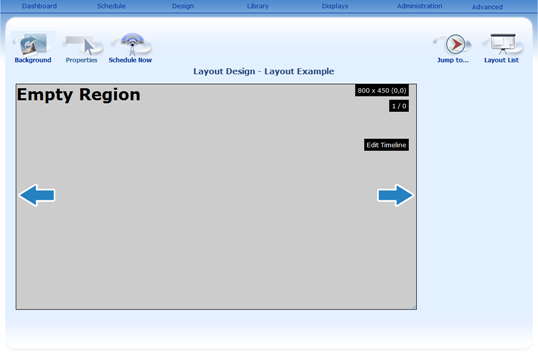 Dashboard Schedule Design Library Displays Administration Advanced
Background Properties Schedule Now Jump to... Layout List
Layout Design - Layout Example
Empty Region
800 x 450 (0,0)
1 / 0
Edit Timeline